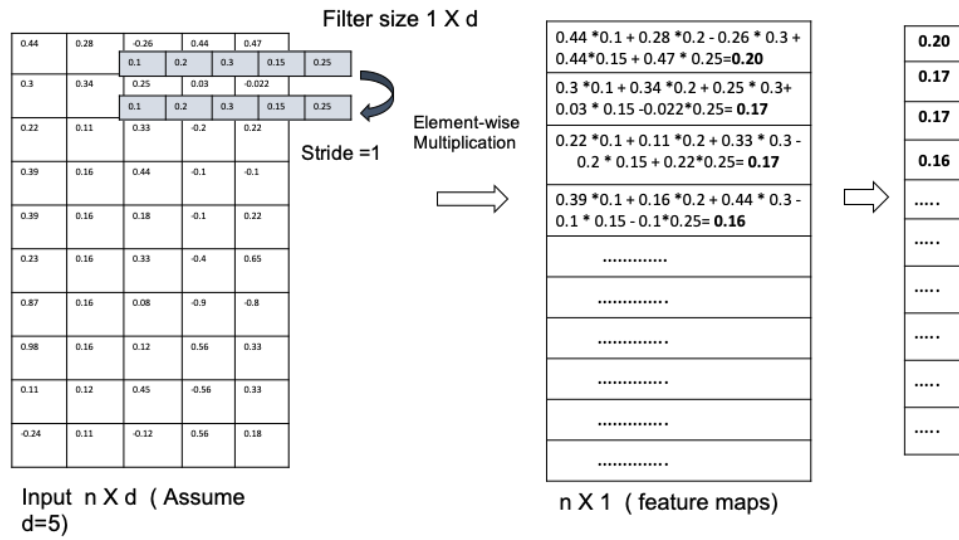 Filter size 1 X d
0.44 0.28 -0.26 0.44 0.47
0.1 0.2 0.3 0.15 0.25
0.3 0.34 0.25 0.03 -0.022
0.1 0.2 0.3 0.15 0.25
0.22 0.11 0.33 -0.2 0.22
0.39 0.16 0.44 -0.1 -0.1
0.39 0.16 0.18 -0.1 0.22
0.23 0.16 0.33 -0.4 0.65
0.87 0.16 0.08 -0.9 -0.8
0.98 0.16 0.12 0.56 0.33
0.11 0.12 0.45 -0.56 0.33
-0.24 0.11 -0.12 0.56 0.18
Input n X d ( Assume
d=5)
Stride =1
Element-wise
Multiplication
0.44 *0.1 + 0.28 *0.2 - 0.26 * 0.3 +
0.44*0.15 + 0.47 * 0.25=0.20
0.3 *0.1 + 0.34 *0.2 + 0.25 * 0.3+
0.03 * 0.15 -0.022*0.25= 0.17
0.22 *0.1 + 0.11 *0.2 + 0.33 * 0.3 -
0.2 * 0.15 + 0.22*0.25= 0.17
0.39 *0.1 + 0.16 *0.2 + 0.44 * 0.3 -
0.1 * 0.15 - 0.1*0.25= 0.16
.............
..............
..............
..............
..............
..............
n X 1 ( feature maps)
0.20
0.17
0.17
0.16
.....
.....
.....
.....
.....
.....